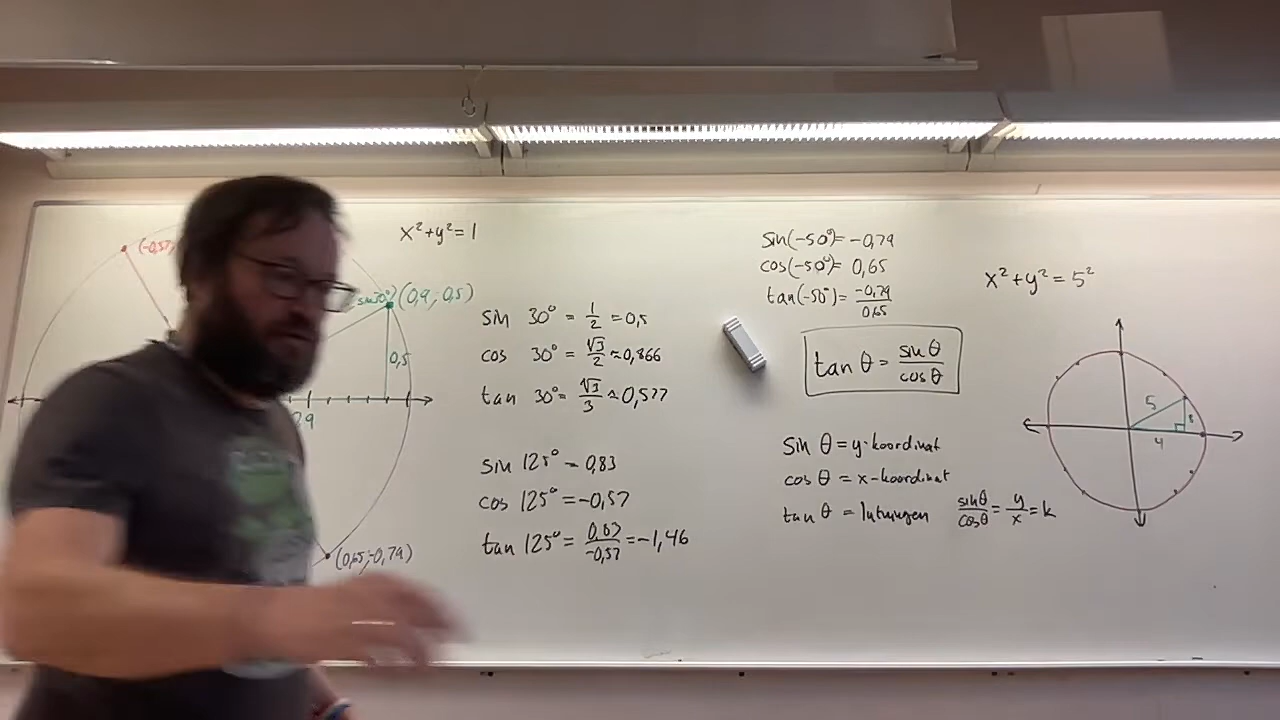 x²+y²=1
(-0,57
sin30°) (0,9 ; 0,5)
0,5
(0,65;-0,79)
sin 30° = 1/2 = 0,5
cos 30° = √3/2 ≈ 0,866
tan 30° = √3/3 ≈ 0,577
sin 125° = 0,83
cos 125° = -0,57
tan 125° = 0,83/-0,57 = -1,46
sin(-50°) = -0,79
cos(-50°) = 0,65
tan(-50°) = -0,79/0,65
tan θ = sin θ/cos θ
sin θ = y-koordinat
cos θ = x-koordinat
tan θ = lutningen sinθ/cosθ = y/x = k
x²+y² = 5²
5
3
4